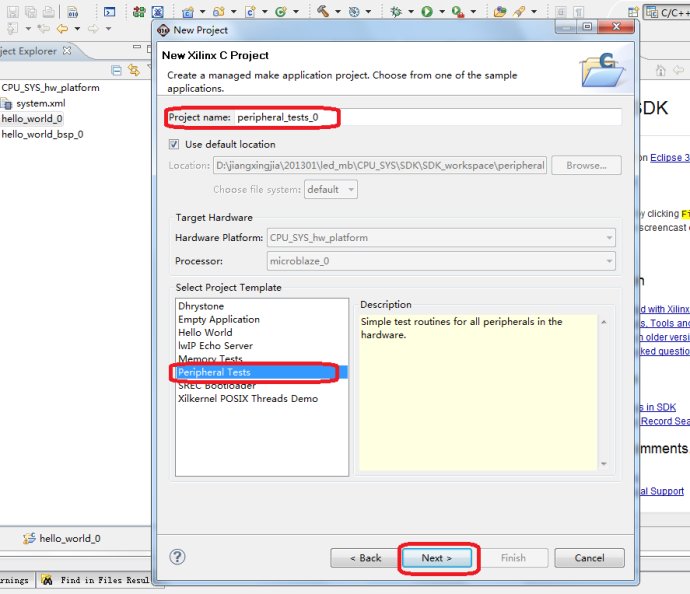 New Project
C/C++
ject Explorer
New Xilinx C Project
Create a managed make application project. Choose from one of the sample
applications.
CPU_SYS_hw_platform
system.xml
hello_world_0
hello_world_bsp_0
Project name: peripheral_tests_0
SDK
Use default location
Location: D:\jiangxingjia\201301\led_mb\CPU_SYS\SDK\SDK_workspace\peripheral
Browse...
on Eclipse 3
Choose file system: default
Target Hardware
y clicking Fi
screencast
Hardware Platform: CPU_SYS_hw_platform
Processor: microblaze_0
Select Project Template
Dhrystone
Empty Application
Hello World
lwIP Echo Server
Memory Tests
Peripheral Tests
SREC Bootloader
Xilkernel POSIX Threads Demo
Description
Simple test routines for all peripherals in the
hardware.
n
d with Xilinx
s, Tools and
n older versi
ked questio
s in SDK
Record Sea
mments
al Support
hello_world_0
? < Back Next > Finish Cancel
rnings Find in Files Resul